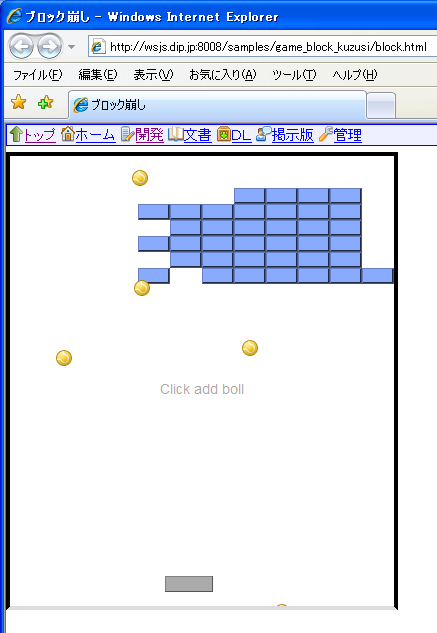 ブロック崩し - Windows Internet Explorer
http://wsjs.dip.jp:8008/samples/game_block_kuzusi/block.html
ファイル(F) 編集(E) 表示(V) お気に入り(A) ツール(T) ヘルプ(H)
ブロック崩し
トップ ホーム 開発 文書 DL 掲示版 管理
Click add boll